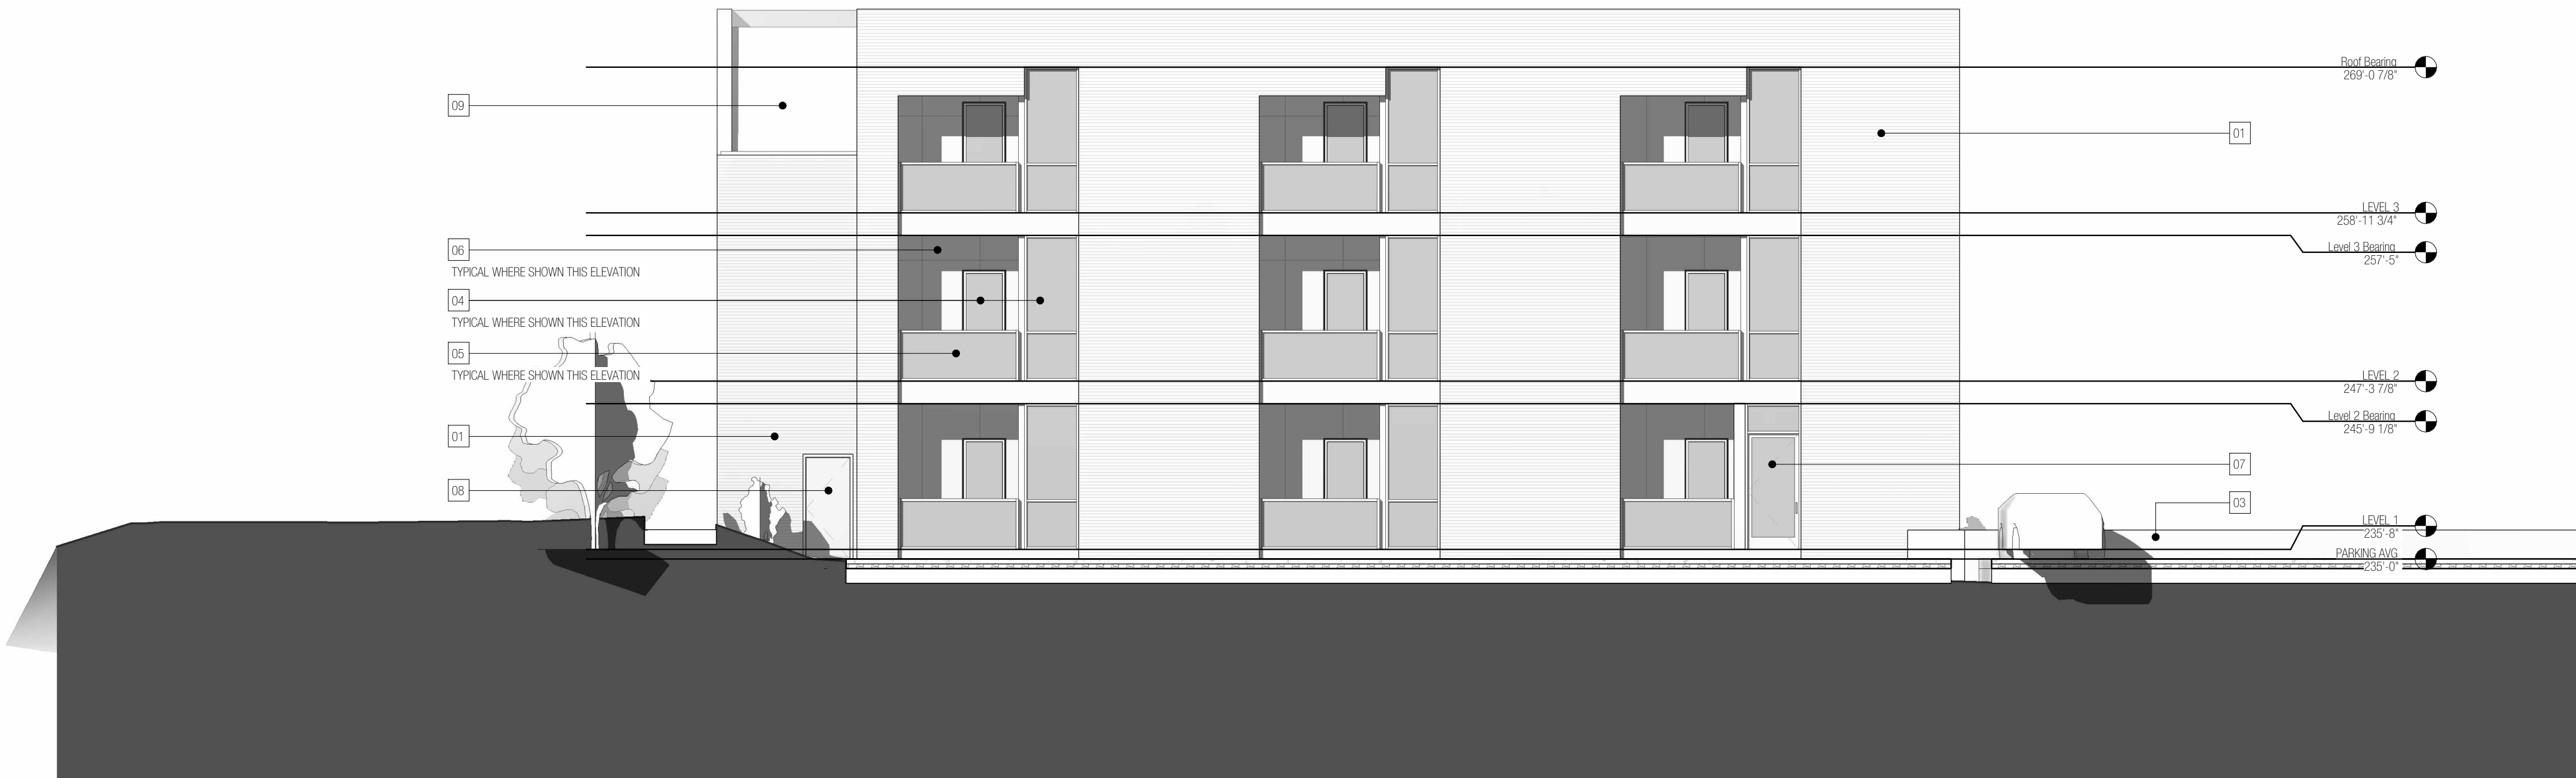 Roof Bearing
269'-0 7/8"
09
01
LEVEL 3
258'-11 3/4"
06
Level 3 Bearing
257'-5"
TYPICAL WHERE SHOWN THIS ELEVATION
04
TYPICAL WHERE SHOWN THIS ELEVATION
05
TYPICAL WHERE SHOWN THIS ELEVATION
LEVEL 2
247'-3 7/8"
Level 2 Bearing
245'-9 1/8"
01
07
08
03
LEVEL 1
235'-8"
PARKING AVG
235'-0"